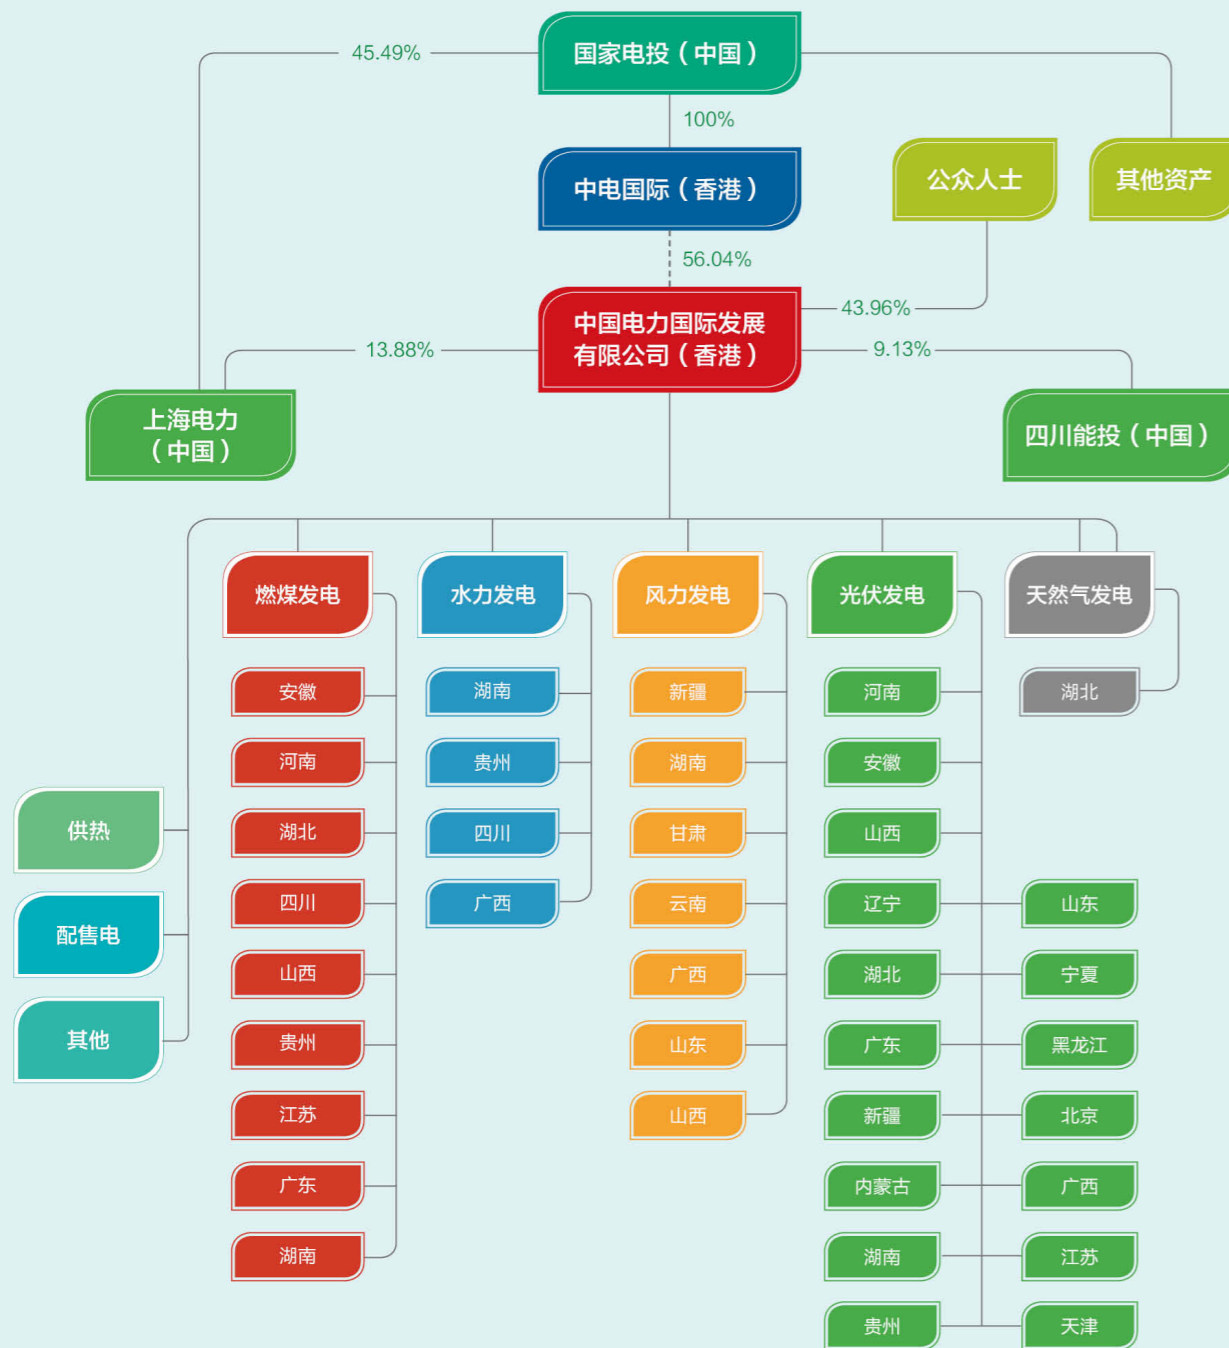 国家电投（中国）
45.49%
100%
中电国际（香港）
公众人士
其他资产
56.04%
中国电力国际发展
有限公司（香港）
43.96%
13.88%
9.13%
上海电力
（中国）
四川能投（中国）
燃煤发电
水力发电
风力发电
光伏发电
天然气发电
供热
配售电
其他
安徽
河南
湖北
四川
山西
贵州
江苏
广东
湖南
湖南
贵州
四川
广西
新疆
湖南
甘肃
云南
广西
山东
山西
河南
安徽
山西
辽宁
湖北
广东
新疆
内蒙古
湖南
贵州
山东
宁夏
黑龙江
北京
广西
江苏
天津
湖北